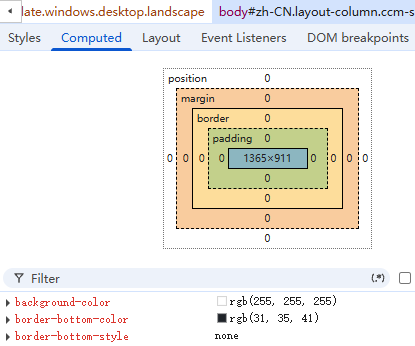 late.windows.desktop.landscape body#zh-CN.layout-column.ccm-s
Styles Computed Layout Event Listeners DOM breakpoints
position 0
margin 0
border 0
padding 0
0 0 0 0 1365×911 0 0 0 0
0
0
0
0
Filter (.*)
background-color rgb(255, 255, 255)
border-bottom-color rgb(31, 35, 41)
border-bottom-style none